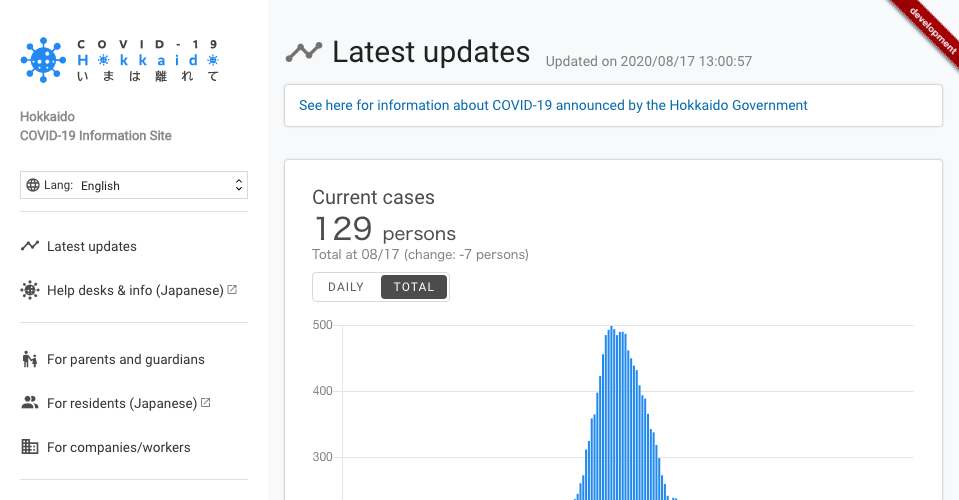 COVID-19
Hokkaido
いまは離れて
Hokkaido
COVID-19 Information Site
Lang: English
Latest updates
Help desks & info (Japanese)
For parents and guardians
For residents (Japanese)
For companies/workers
development
Latest updates Updated on 2020/08/17 13:00:57
See here for information about COVID-19 announced by the Hokkaido Government
Current cases
129 persons
Total at 08/17 (change: -7 persons)
DAILY TOTAL
500
400
300